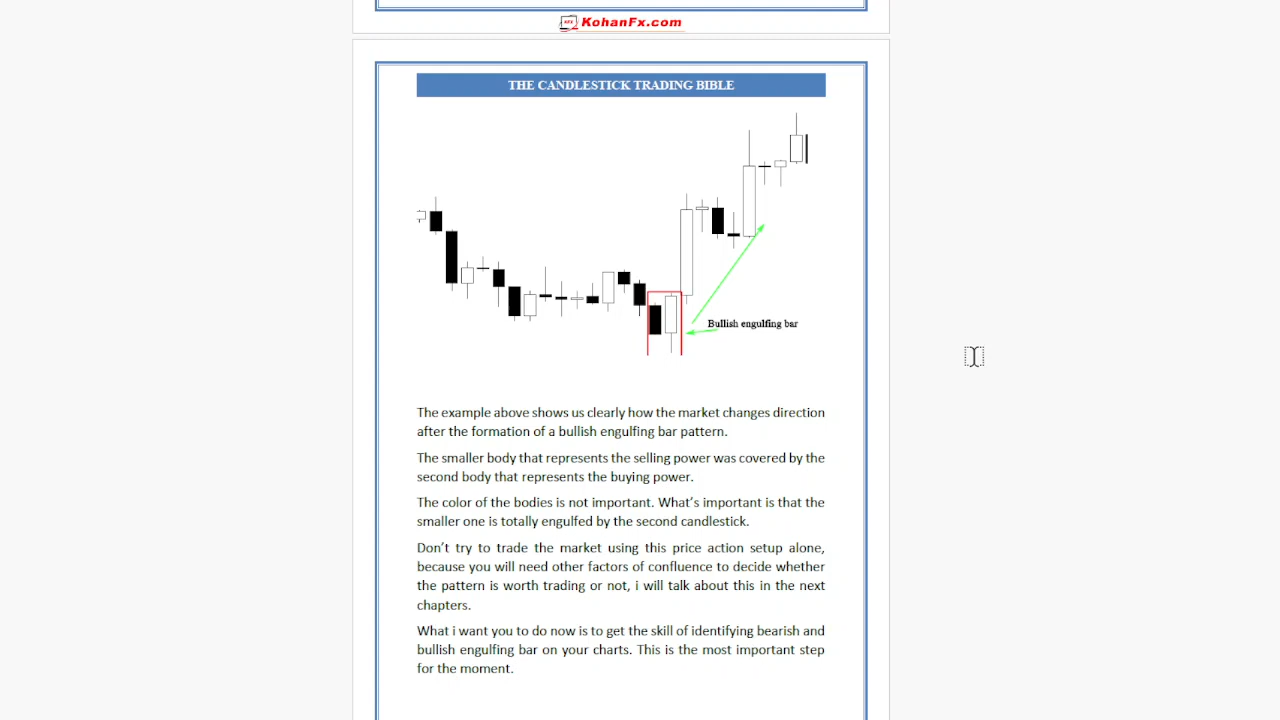 KohanFx.com
THE CANDLESTICK TRADING BIBLE
Bullish engulfing bar
The example above shows us clearly how the market changes direction
after the formation of a bullish engulfing bar pattern.
The smaller body that represents the selling power was covered by the
second body that represents the buying power.
The color of the bodies is not important. What's important is that the
smaller one is totally engulfed by the second candlestick.
Don't try to trade the market using this price action setup alone,
because you will need other factors of confluence to decide whether
the pattern is worth trading or not, i will talk about this in the next
chapters.
What i want you to do now is to get the skill of identifying bearish and
bullish engulfing bar on your charts. This is the most important step
for the moment.